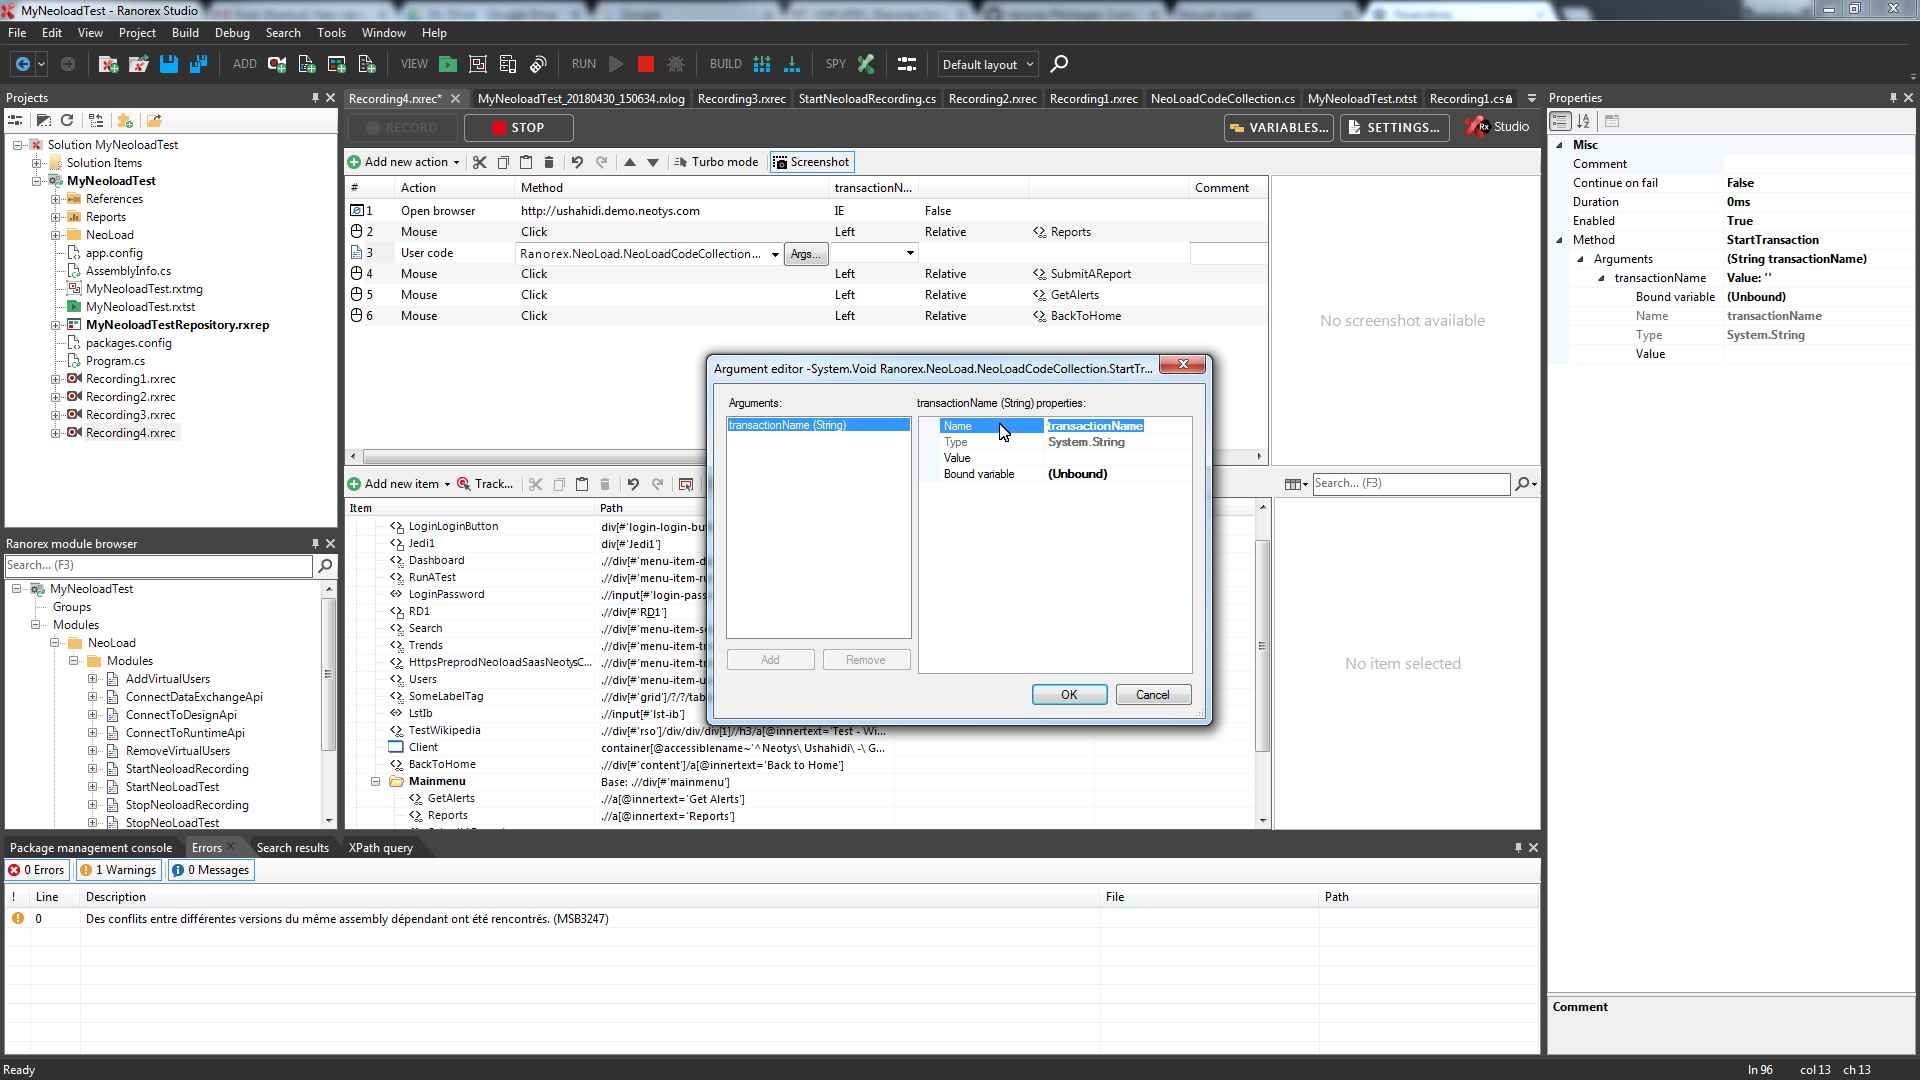 MyNeoloadTest - Ranorex Studio
File Edit View Project Build Debug Search Tools Window Help
ADD VIEW RUN BUILD SPY Default layout
Projects
Solution MyNeoloadTest
Solution Items
MyNeoloadTest
References
Reports
NeoLoad
app.config
AssemblyInfo.cs
MyNeoloadTest.rxtmg
MyNeoloadTest.rxtst
MyNeoloadTestRepository.rxrep
packages.config
Program.cs
Recording1.rxrec
Recording2.rxrec
Recording3.rxrec
Recording4.rxrec
Ranorex module browser
Search... (F3)
MyNeoloadTest
Groups
Modules
NeoLoad
Modules
AddVirtualUsers
ConnectDataExchangeApi
ConnectToDesignApi
ConnectToRuntimeApi
RemoveVirtualUsers
StartNeoloadRecording
StartNeoLoadTest
StopNeoloadRecording
StopNeoLoadTest
Recording4.rxrec* MyNeoloadTest_20180430_150634.rxlog Recording3.rxrec StartNeoloadRecording.cs Recording2.rxrec Recording1.rxrec NeoLoadCodeCollection.cs MyNeoloadTest.rxtst Recording1.cs
RECORD STOP VARIABLES... SETTINGS... Rx Studio
Add new action Turbo mode Screenshot
# Action Method transactionN... Comment
1 Open browser http://ushahidi.demo.neotys.com IE False
2 Mouse Click Left Relative Reports
3 User code Ranorex.NeoLoad.NeoLoadCodeCollection... Args...
4 Mouse Click Left Relative SubmitAReport
5 Mouse Click Left Relative GetAlerts
6 Mouse Click Left Relative BackToHome
No screenshot available
Add new item Track... Search... (F3)
Item Path
LoginLoginButton div[#'login-login-bu
Jedi1 div[#'Jedi1']
Dashboard .//div[#'menu-item-d
RunATest .//div[#'menu-item-ru
LoginPassword .//input[#'login-pass
RD1 .//div[#'RD1']
Search .//div[#'menu-item-s
Trends .//div[#'menu-item-tr
HttpsPreprodNeoloadSaasNeotysC... .//div[#'menu-item-tr
Users .//div[#'menu-item-u
SomeLabelTag .//div[#'grid']/?/?/tab
LstIb .//input[#'lst-ib']
TestWikipedia .//div[#'rso']/div/div/div[1]//h3/a[@innertext='Test - Wi...
Client container[@accessiblename~'^Neotys\ Ushahidi\ -\ G...
BackToHome .//div[#'content']/a[@innertext='Back to Home']
Mainmenu Base: .//div[#'mainmenu']
GetAlerts .//a[@innertext='Get Alerts']
Reports .//a[@innertext='Reports']
No item selected
Argument editor -System.Void Ranorex.NeoLoad.NeoLoadCodeCollection.StartTr...
Arguments:
transactionName (String)
Add Remove
transactionName (String) properties:
Name transactionName
Type System.String
Value
Bound variable (Unbound)
OK Cancel
Properties
Misc
Comment
Continue on fail False
Duration 0ms
Enabled True
Method StartTransaction
Arguments (String transactionName)
transactionName Value: ''
Bound variable (Unbound)
Name transactionName
Type System.String
Value
Comment
Package management console Errors Search results XPath query
0 Errors 1 Warnings 0 Messages
! Line Description File Path
0 Des conflits entre différentes versions du même assembly dépendant ont été rencontrés. (MSB3247)
Ready ln 96 col 13 ch 13